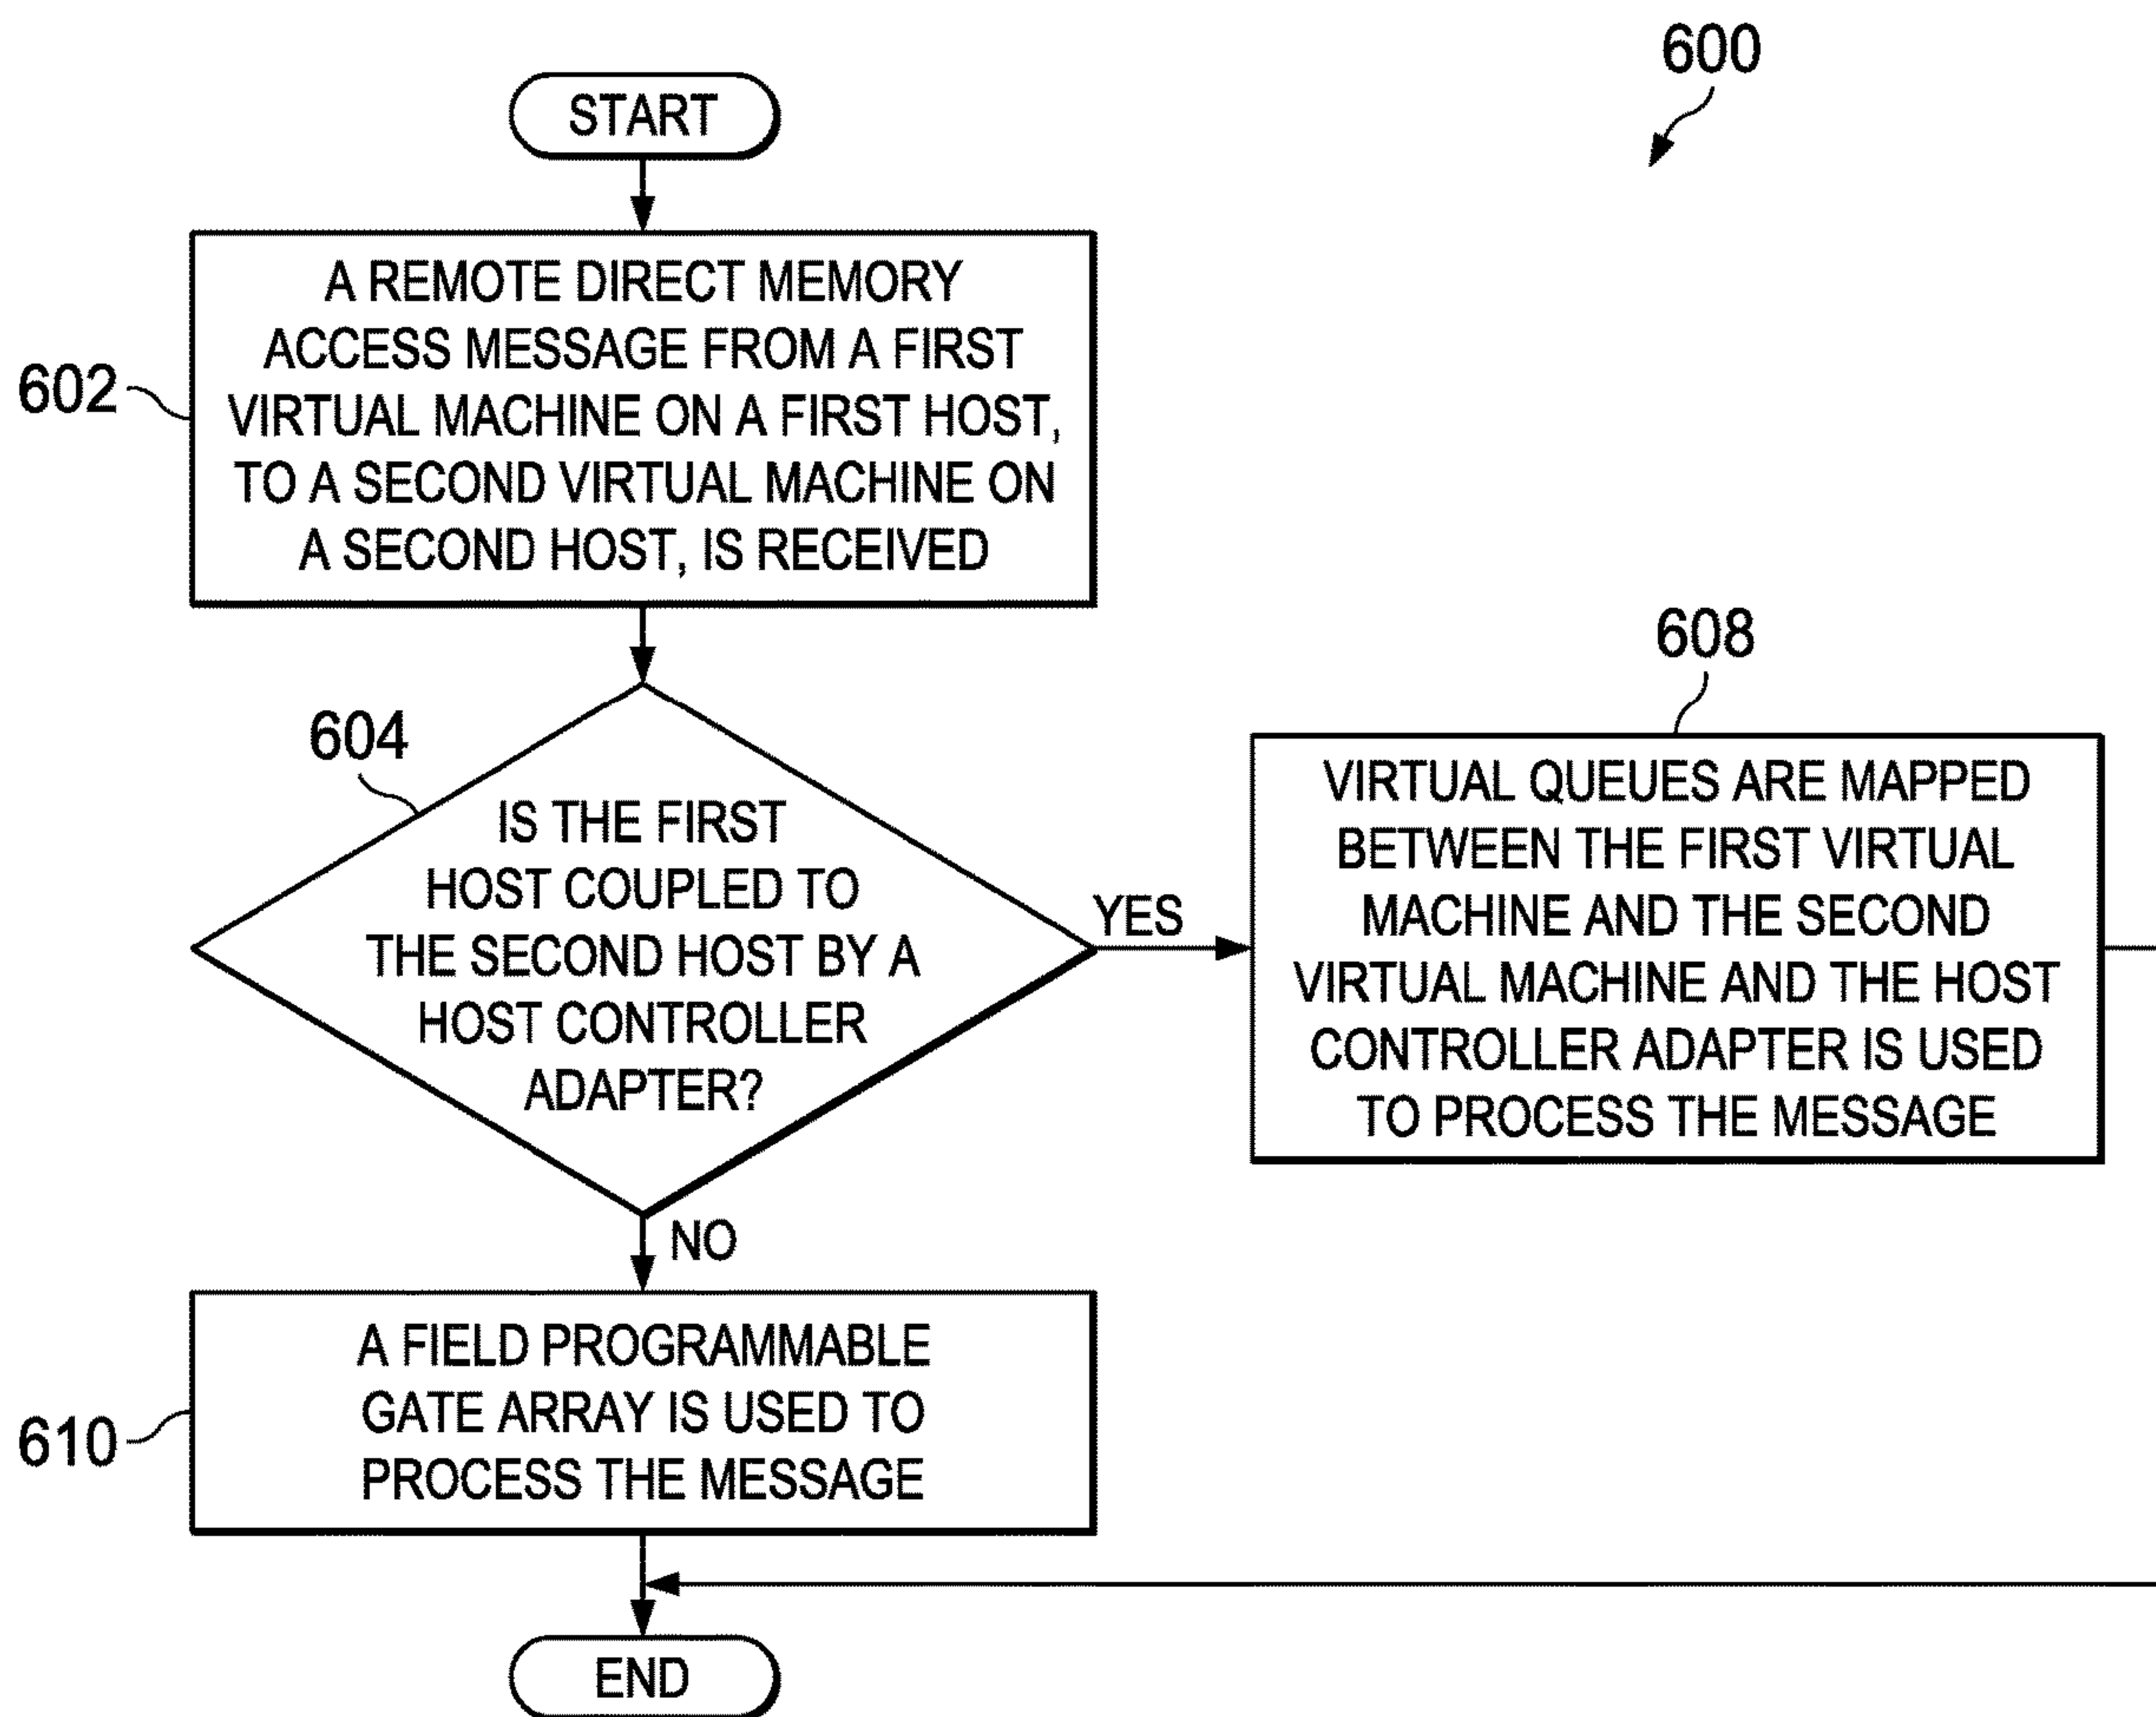 600
START
602
A REMOTE DIRECT MEMORY
ACCESS MESSAGE FROM A FIRST
VIRTUAL MACHINE ON A FIRST HOST,
TO A SECOND VIRTUAL MACHINE ON
A SECOND HOST, IS RECEIVED
604
IS THE FIRST
HOST COUPLED TO
THE SECOND HOST BY A
HOST CONTROLLER
ADAPTER?
YES
608
VIRTUAL QUEUES ARE MAPPED
BETWEEN THE FIRST VIRTUAL
MACHINE AND THE SECOND
VIRTUAL MACHINE AND THE HOST
CONTROLLER ADAPTER IS USED
TO PROCESS THE MESSAGE
NO
610
A FIELD PROGRAMMABLE
GATE ARRAY IS USED TO
PROCESS THE MESSAGE
END